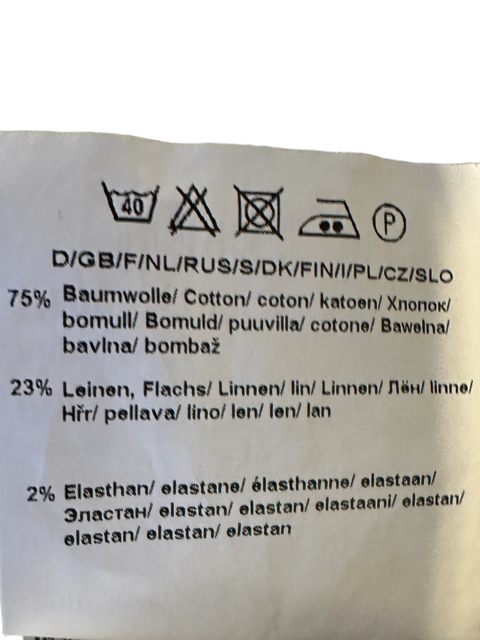 40
P
D/GB/F/NL/RUS/S/DK/FIN/I/PL/CZ/SLO
75% Baumwolle/ Cotton/ coton/ katoen/ Хлопок/
bomull/ Bomuld/ puuvilla/ cotone/ Bawełna/
bavlna/ bombaž
23% Leinen, Flachs/ Linnen/ lin/ Linnen/ Лён/ linne/
Hřr/ pellava/ lino/ len/ len/ lan
2% Elasthan/ elastane/ élasthanne/ elastaan/
Эластан/ elastan/ elastan/ elastaani/ elastan/
elastan/ elastan/ elastan